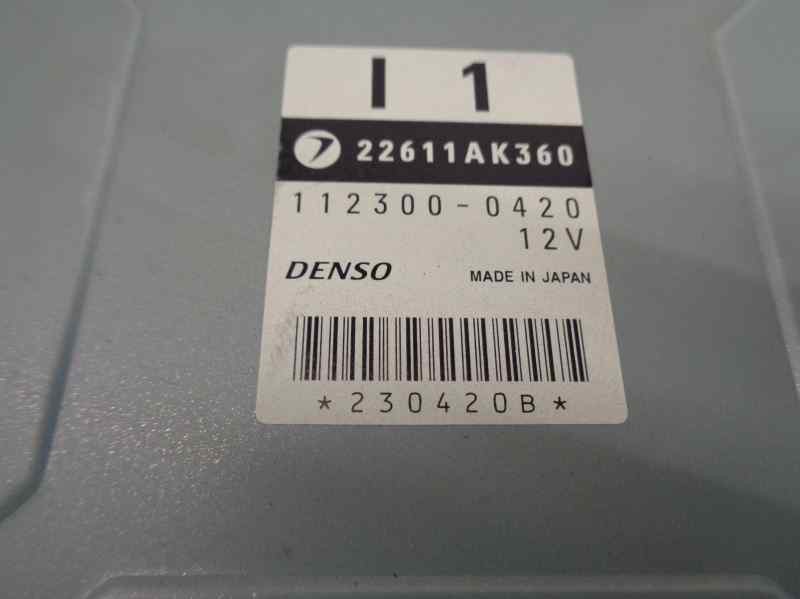 I 1
22611AK360
112300-0420
12V
DENSO MADE IN JAPAN
*230420B*